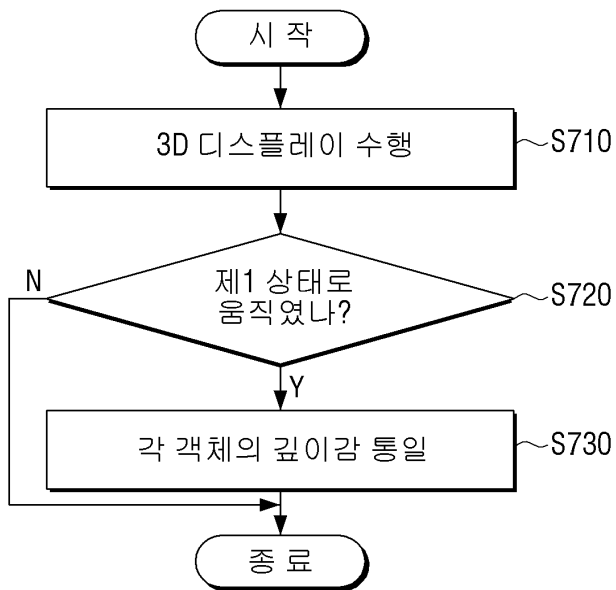 시 작
3D 디스플레이 수행
S710
제1 상태로
움직였나?
N
S720
Y
각 객체의 깊이감 통일
S730
종 료